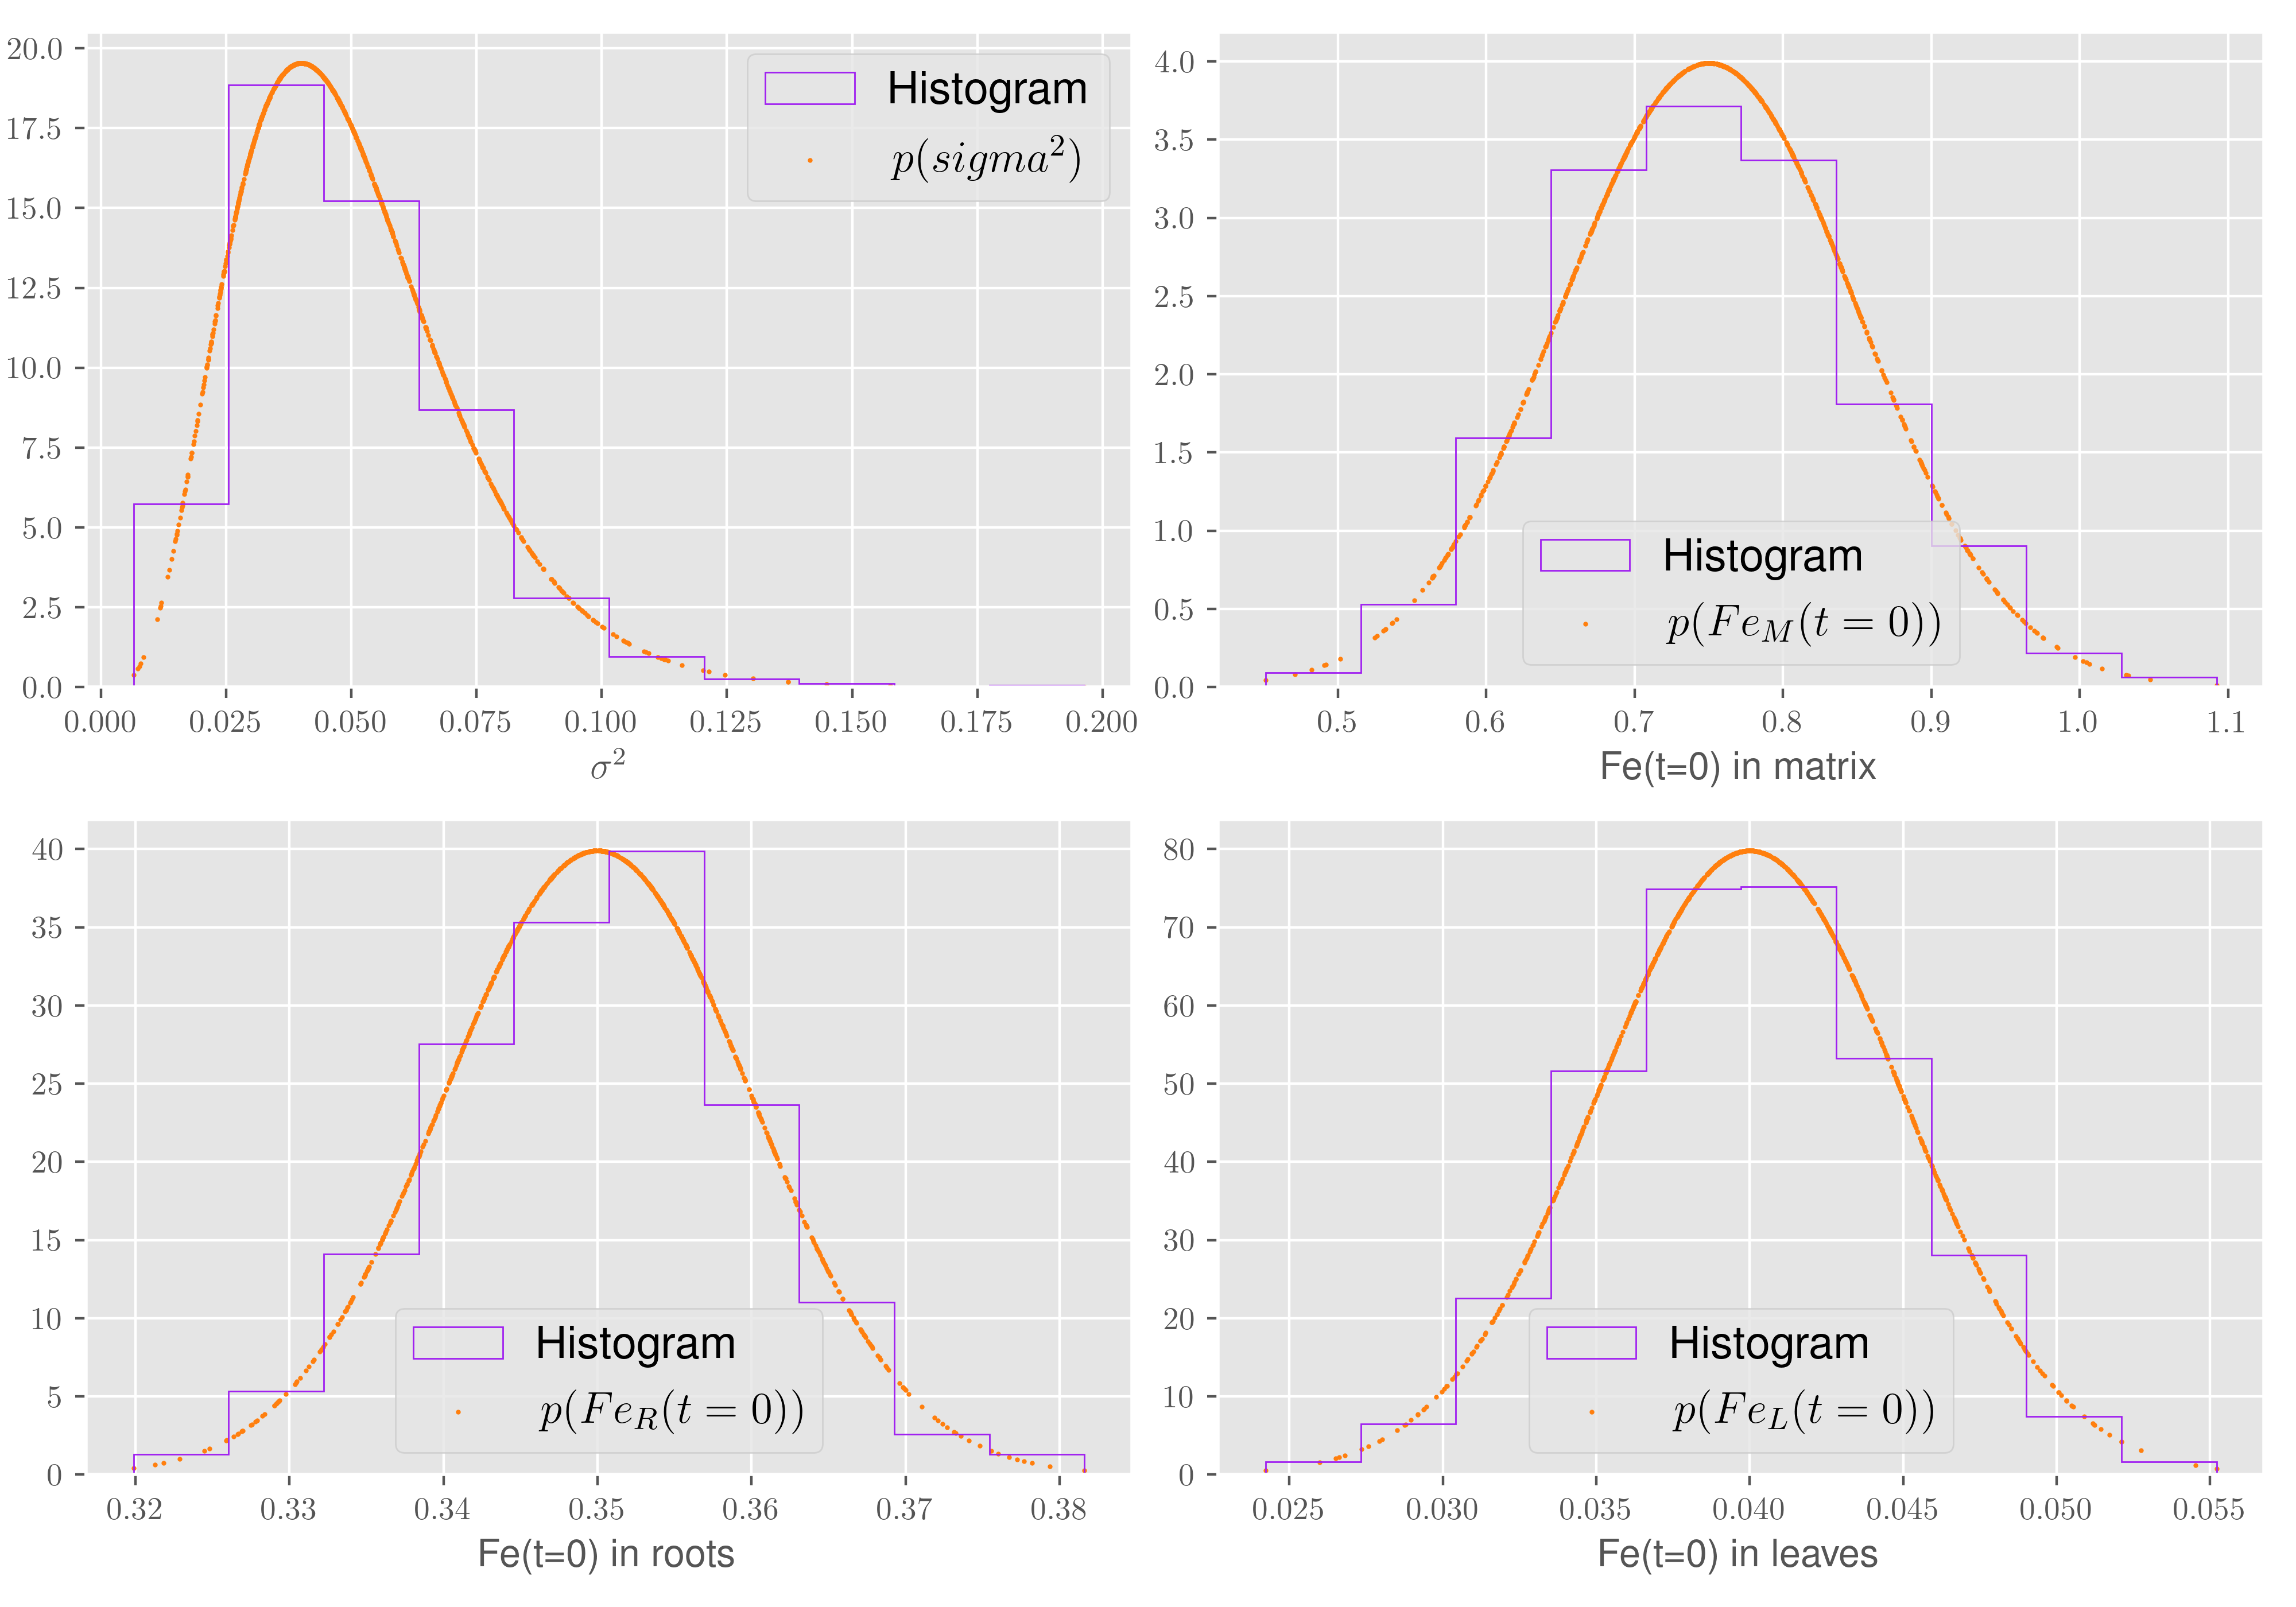 20.0
17.5
15.0
12.5
10.0
7.5
5.0
2.5
0.0
Histogram
p(sigma²)
0.000 0.025 0.050 0.075 0.100 0.125 0.150 0.175 0.200
σ²
4.0
3.5
3.0
2.5
2.0
1.5
1.0
0.5
0.0
Histogram
p(Fe_M(t = 0))
0.5 0.6 0.7 0.8 0.9 1.0 1.1
Fe(t=0) in matrix
40
35
30
25
20
15
10
5
0
Histogram
p(Fe_R(t = 0))
0.32 0.33 0.34 0.35 0.36 0.37 0.38
Fe(t=0) in roots
80
70
60
50
40
30
20
10
0
Histogram
p(Fe_L(t = 0))
0.025 0.030 0.035 0.040 0.045 0.050 0.055
Fe(t=0) in leaves